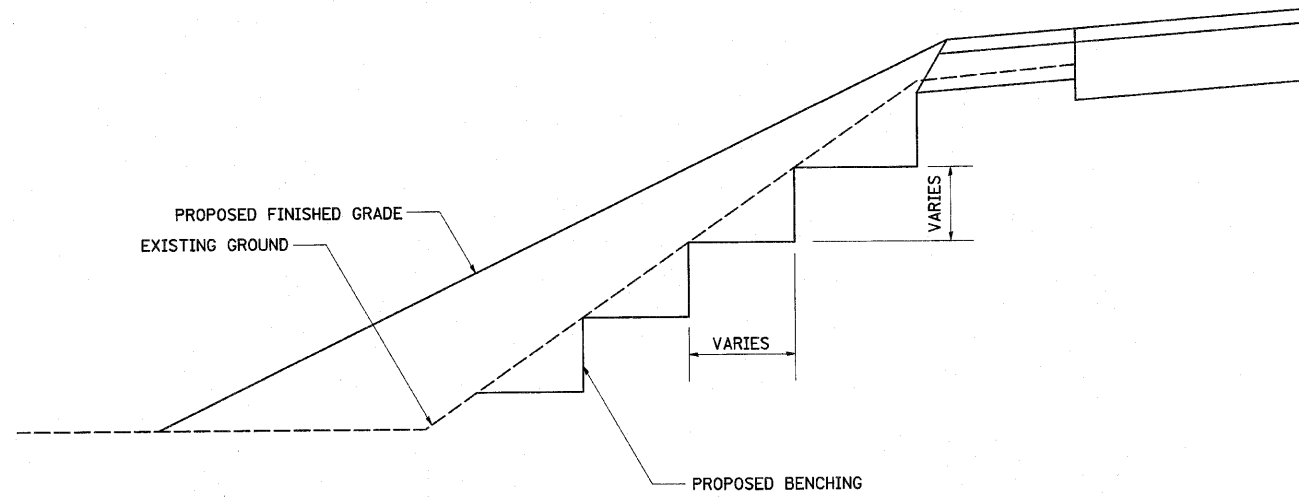 PROPOSED FINISHED GRADE
EXISTING GROUND
VARIES
VARIES
PROPOSED BENCHING